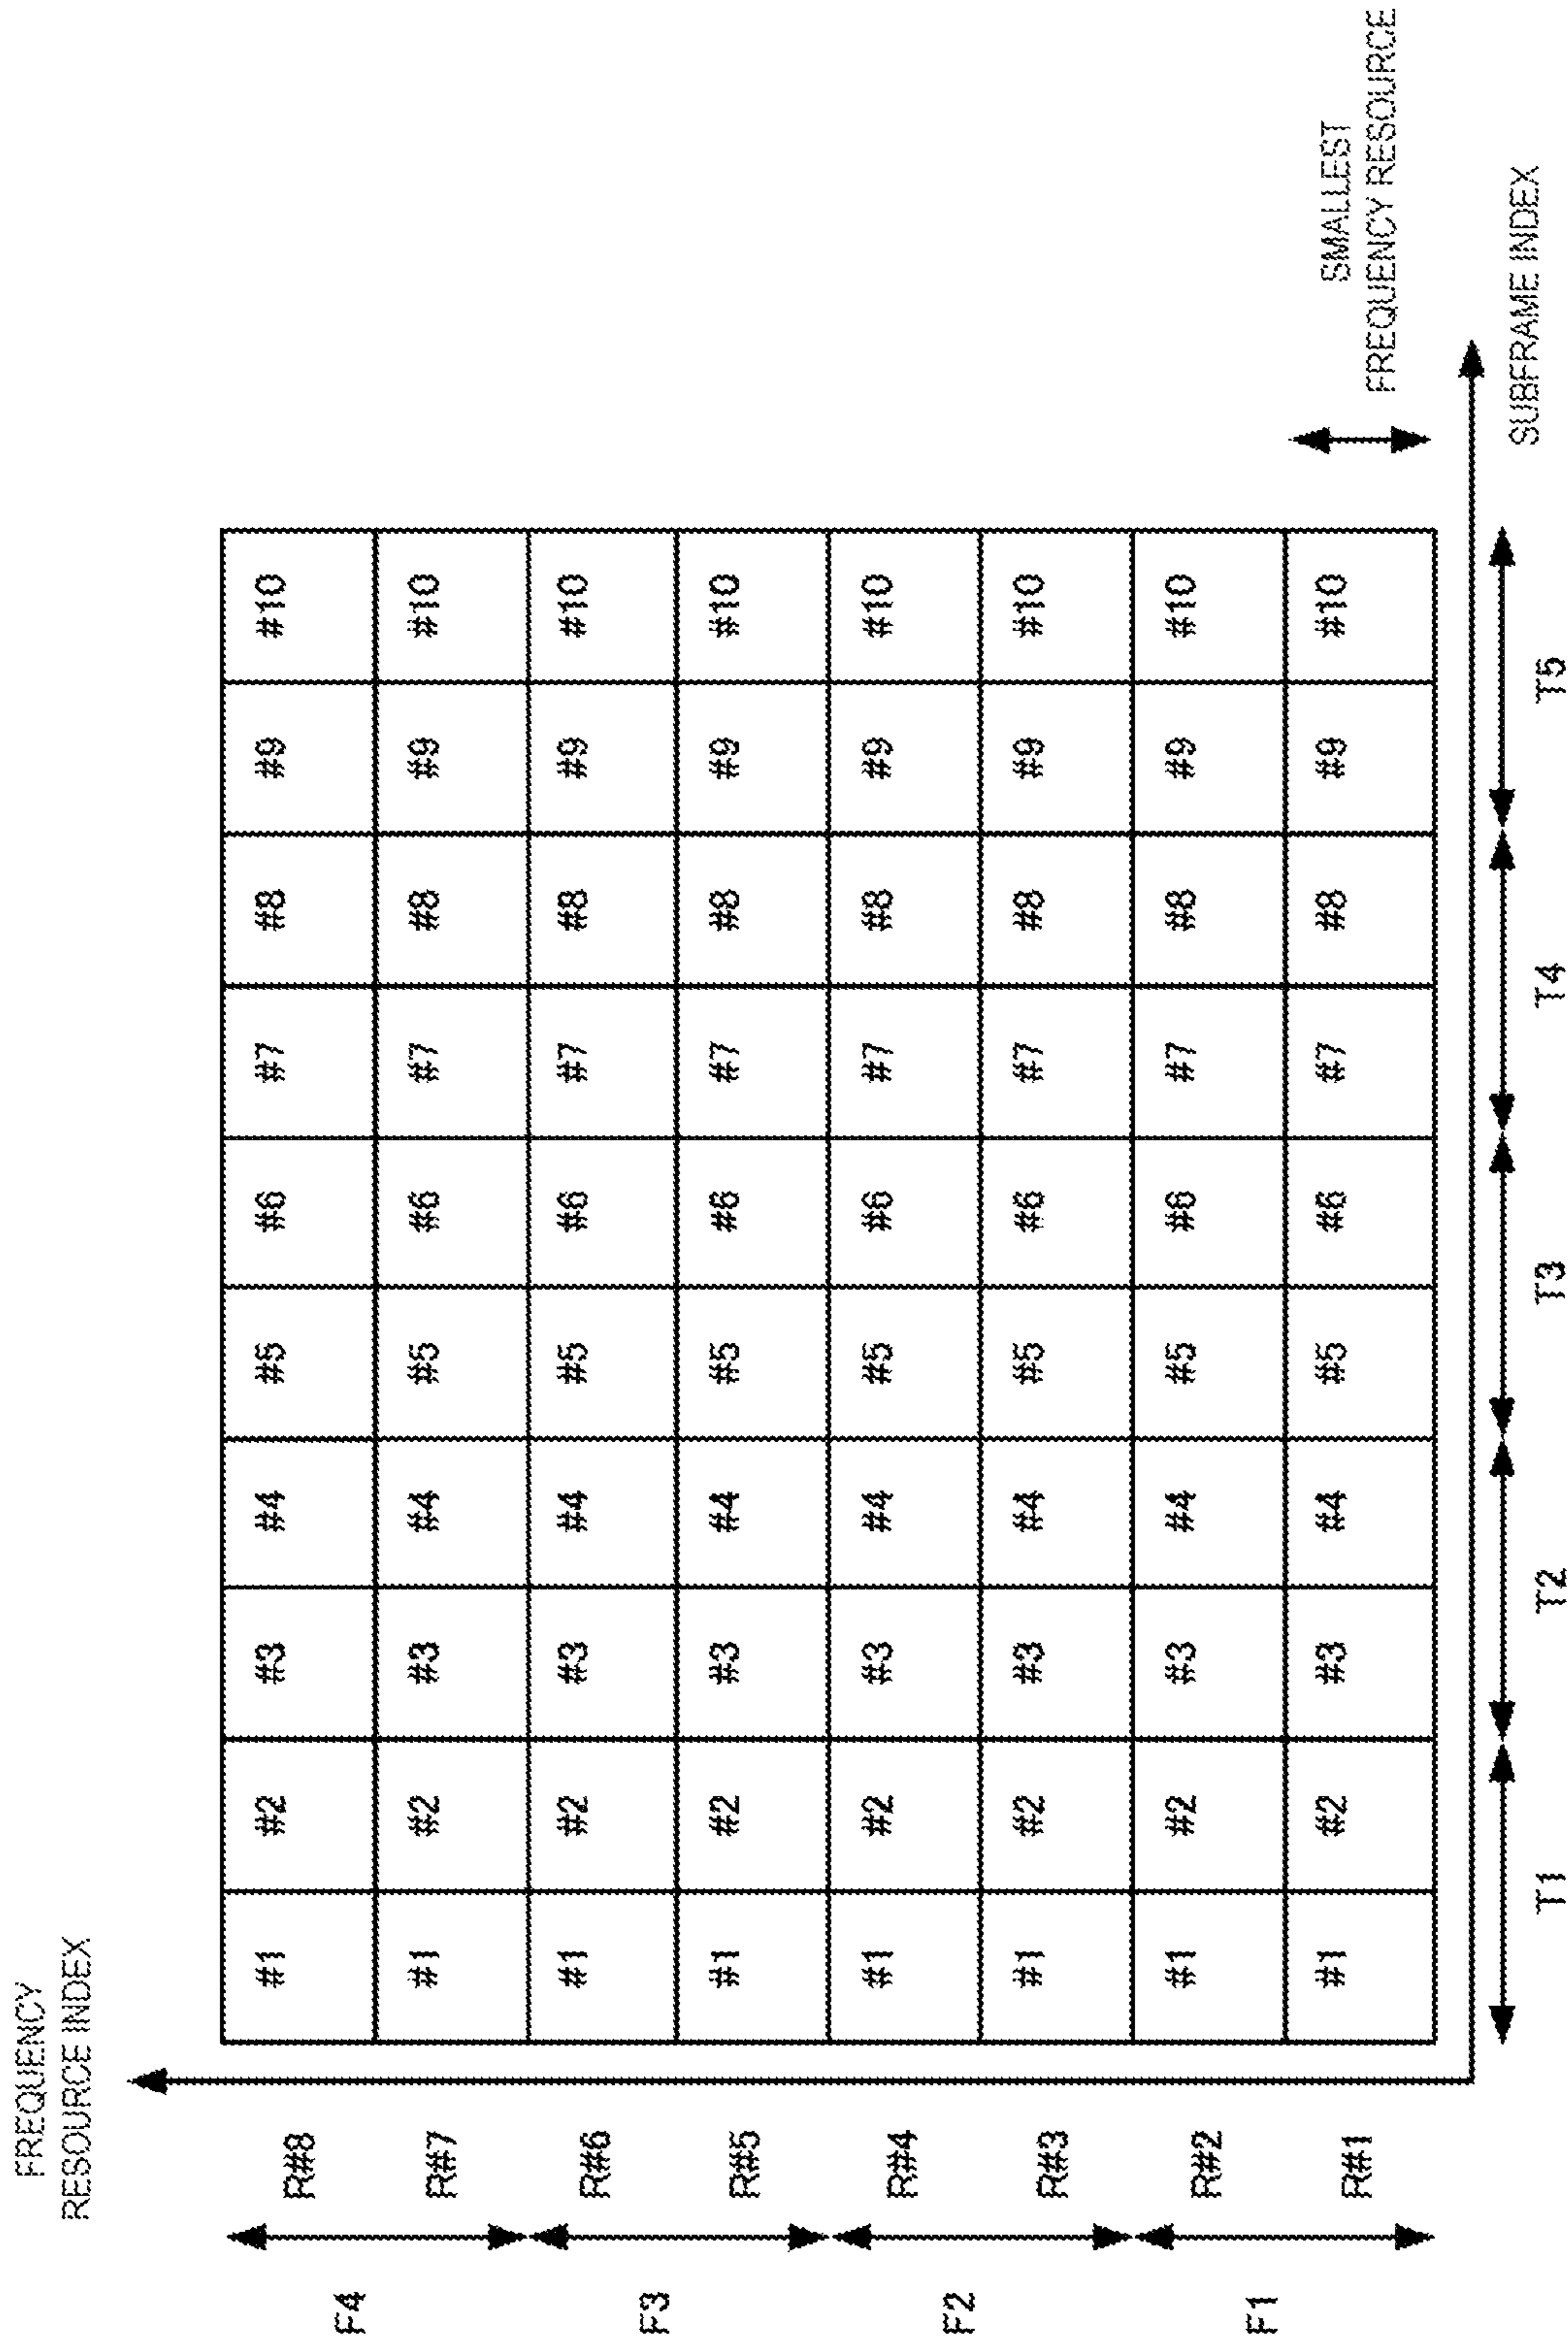 FREQUENCY
RESOURCE INDEX
F4 R#8 #1 #2 #3 #4 #5 #6 #7 #8 #9 #10
R#7 #1 #2 #3 #4 #5 #6 #7 #8 #9 #10
F3 R#6 #1 #2 #3 #4 #5 #6 #7 #8 #9 #10
R#5 #1 #2 #3 #4 #5 #6 #7 #8 #9 #10
F2 R#4 #1 #2 #3 #4 #5 #6 #7 #8 #9 #10
R#3 #1 #2 #3 #4 #5 #6 #7 #8 #9 #10
F1 R#2 #1 #2 #3 #4 #5 #6 #7 #8 #9 #10
R#1 #1 #2 #3 #4 #5 #6 #7 #8 #9 #10
SMALLEST
FREQUENCY RESOURCE
SUBFRAME INDEX
T1 T2 T3 T4 T5